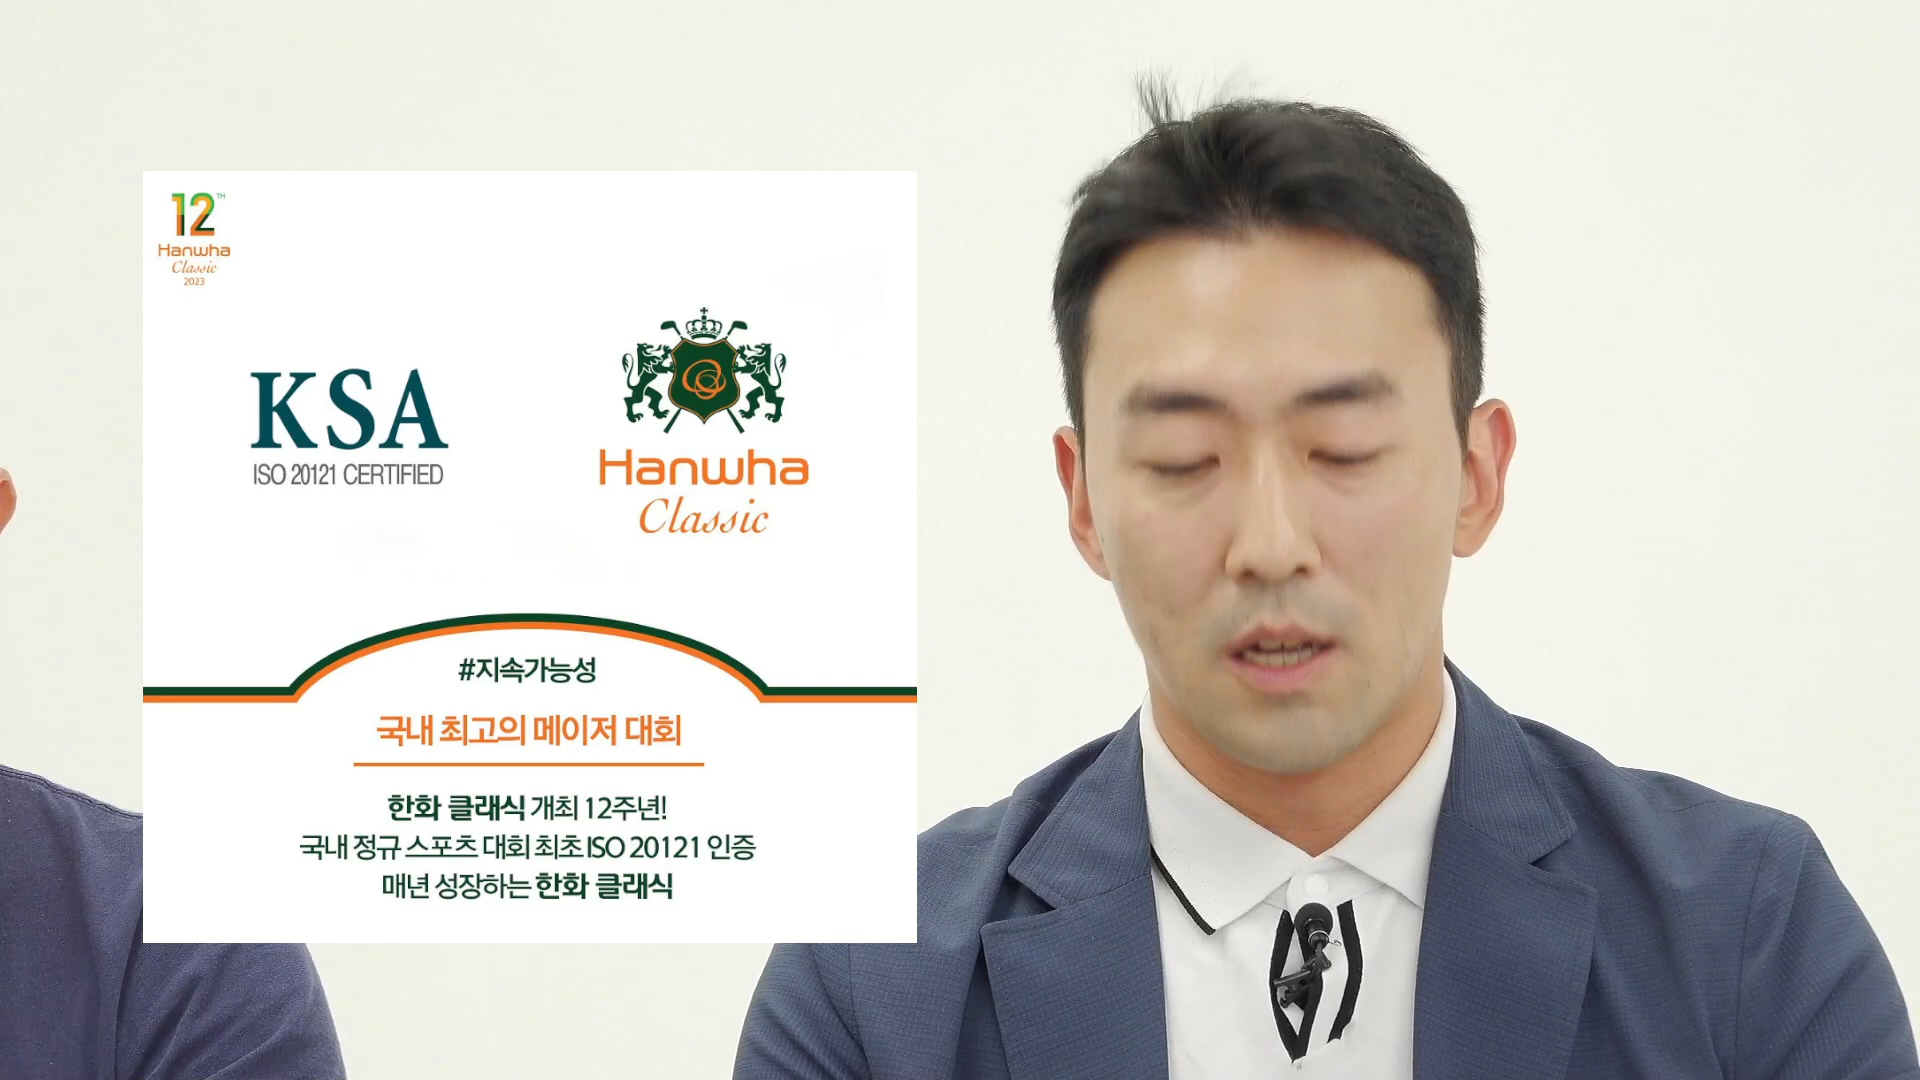 12TH
Hanwha
Classic
2023
KSA
ISO 20121 CERTIFIED
Hanwha
Classic
#지속가능성
국내 최고의 메이저 대회
한화 클래식 개최 12주년!
국내 정규 스포츠 대회 최초 ISO 20121 인증
매년 성장하는 한화 클래식